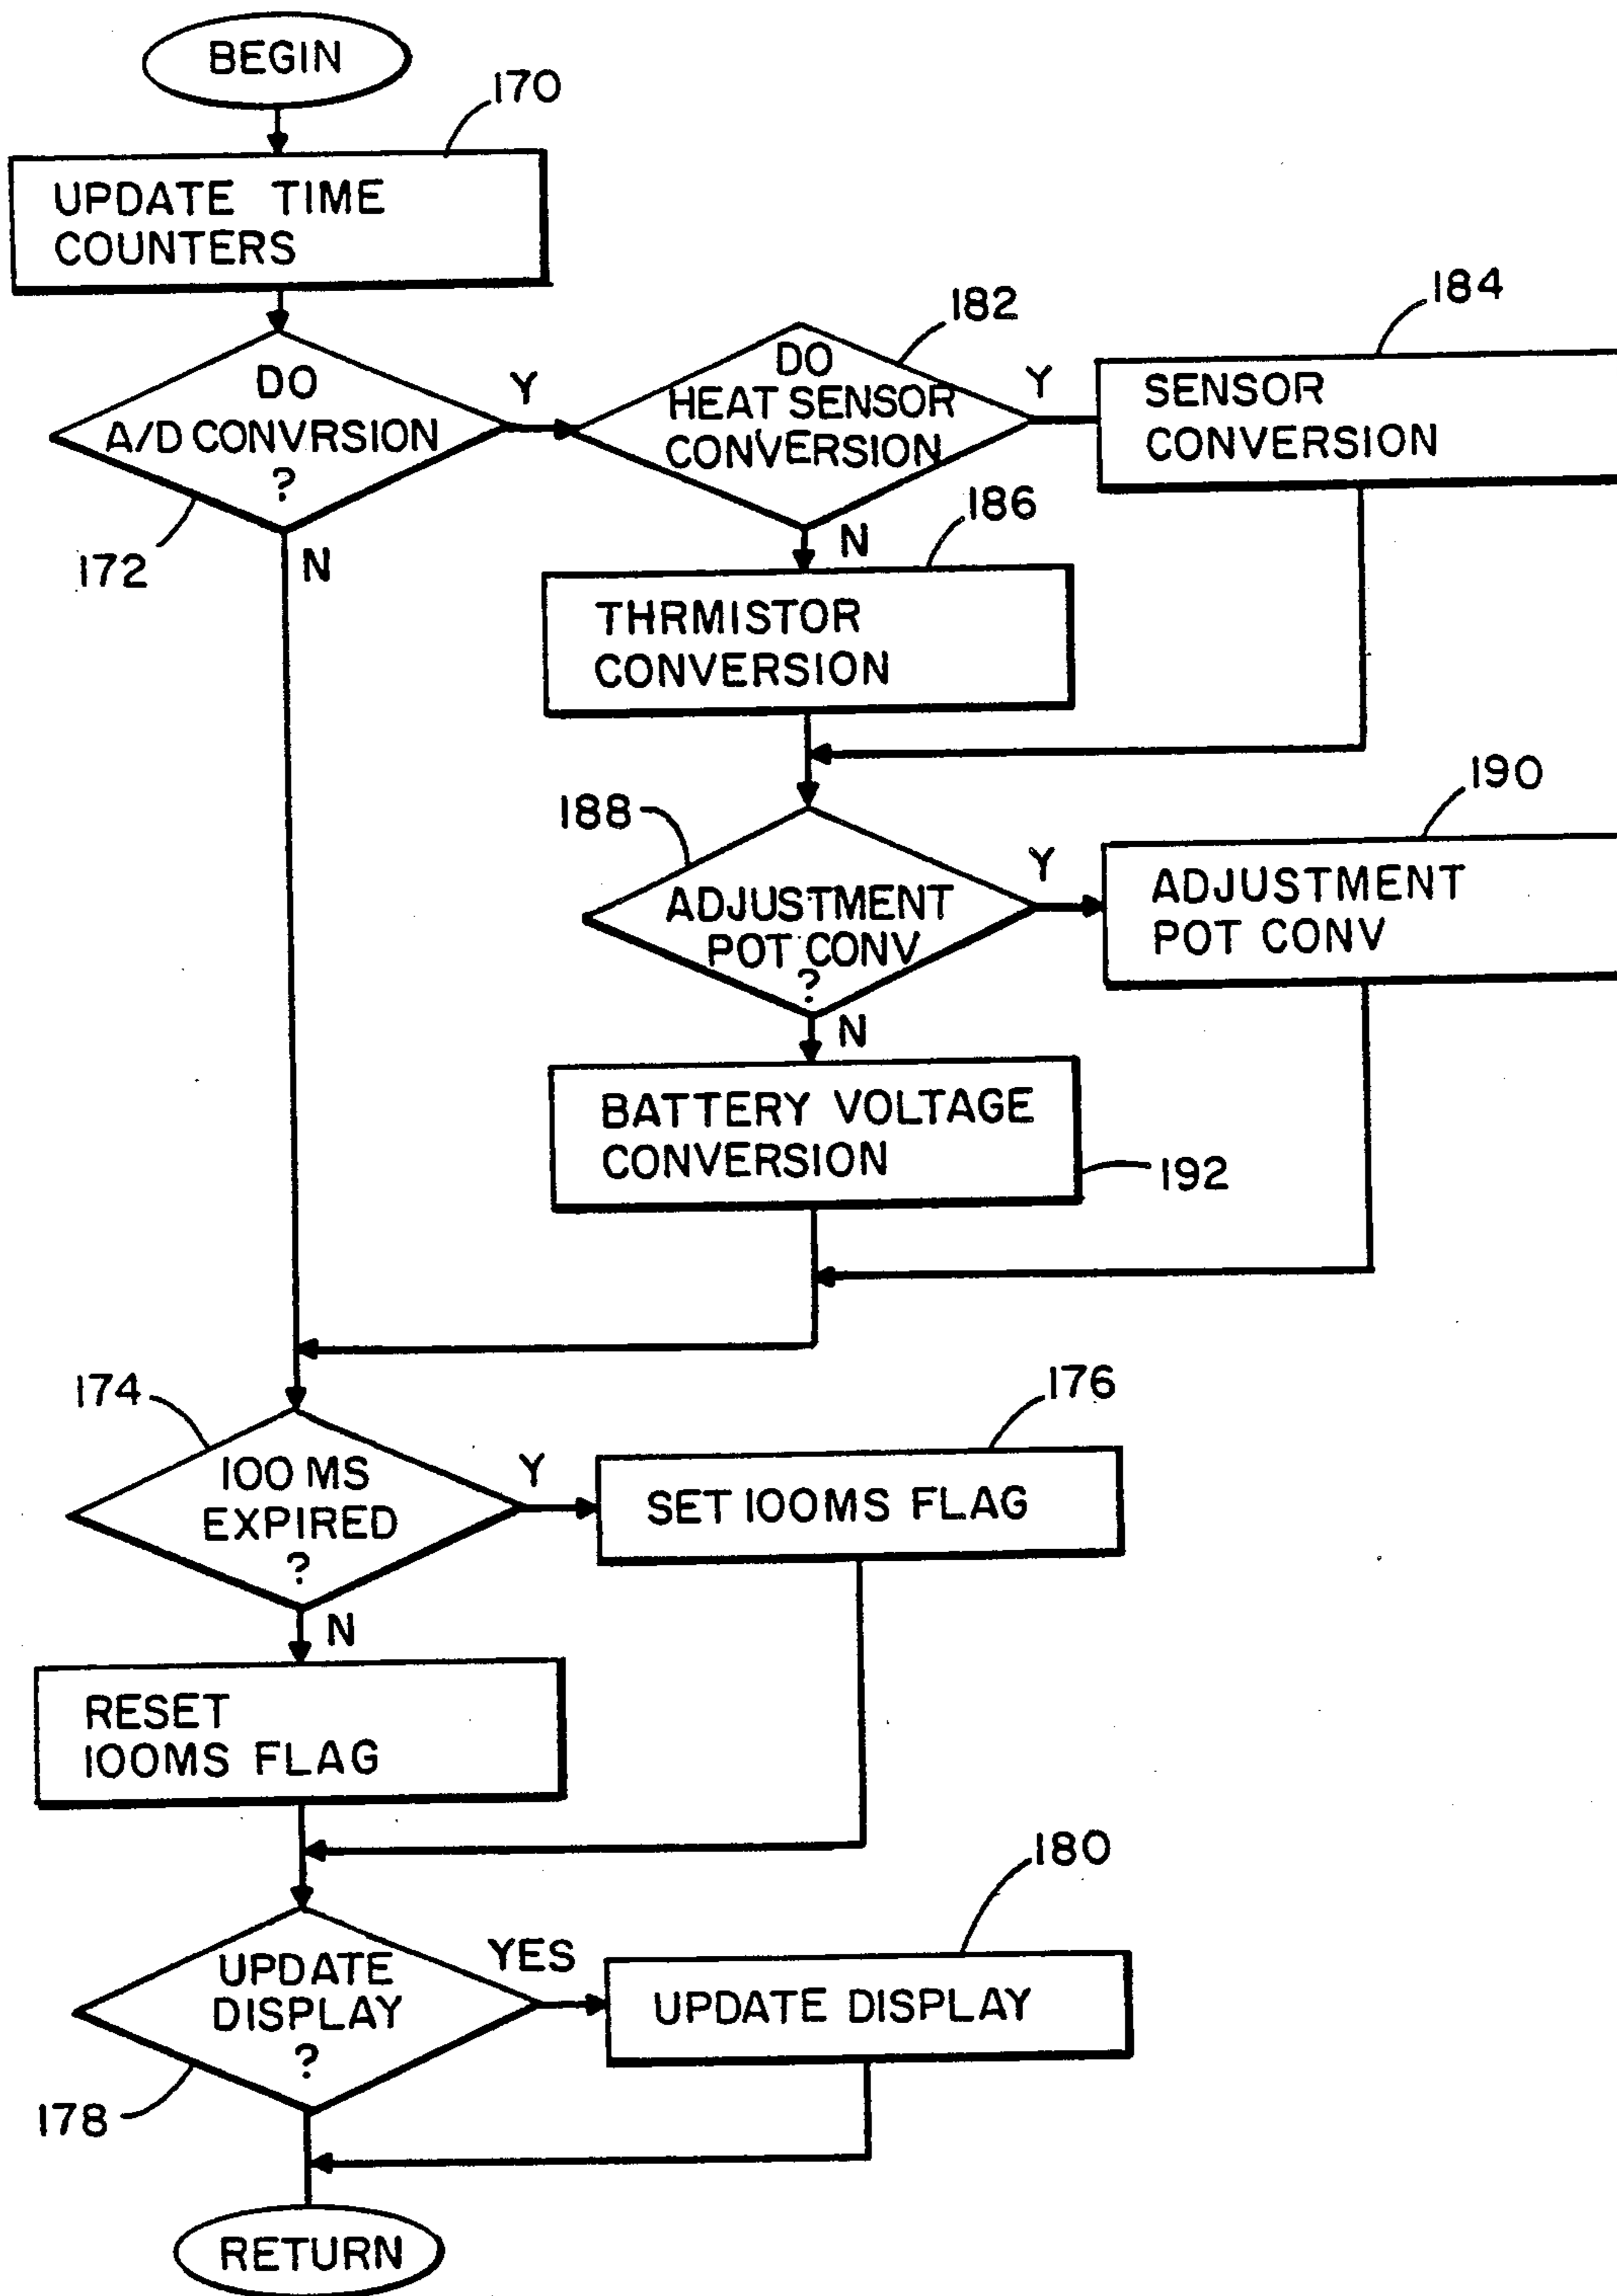 BEGIN
170
UPDATE TIME
COUNTERS
DO
A/D CONVRSION
?
172
Y
N
182
DO
HEAT SENSOR
CONVERSION
Y
N
184
SENSOR
CONVERSION
186
THRMISTOR
CONVERSION
188
ADJUSTMENT
POT CONV
?
Y
N
190
ADJUSTMENT
POT CONV
BATTERY VOLTAGE
CONVERSION
192
174
100 MS
EXPIRED
?
Y
N
176
SET 100MS FLAG
RESET
100MS FLAG
UPDATE
DISPLAY
?
178
YES
180
UPDATE DISPLAY
RETURN